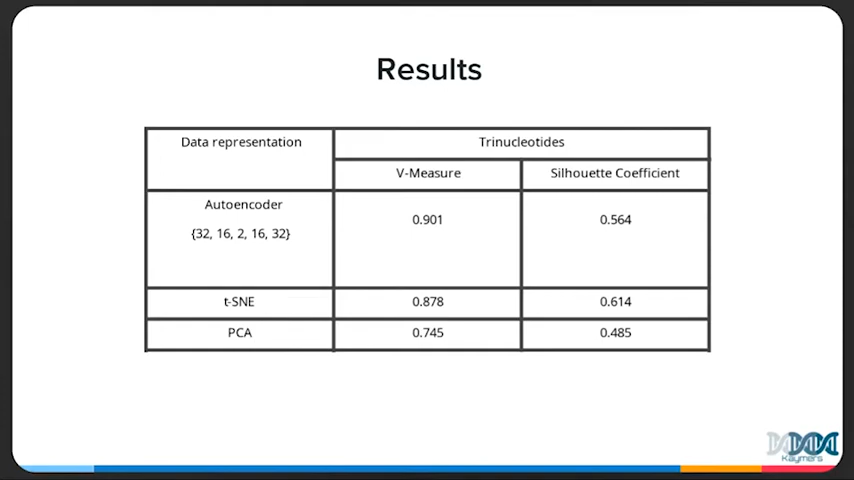 Results
Data representation
Trinucleotides
V-Measure
Silhouette Coefficient
Autoencoder
{32, 16, 2, 16, 32}
0.901
0.564
t-SNE
0.878
0.614
PCA
0.745
0.485
Kaymers